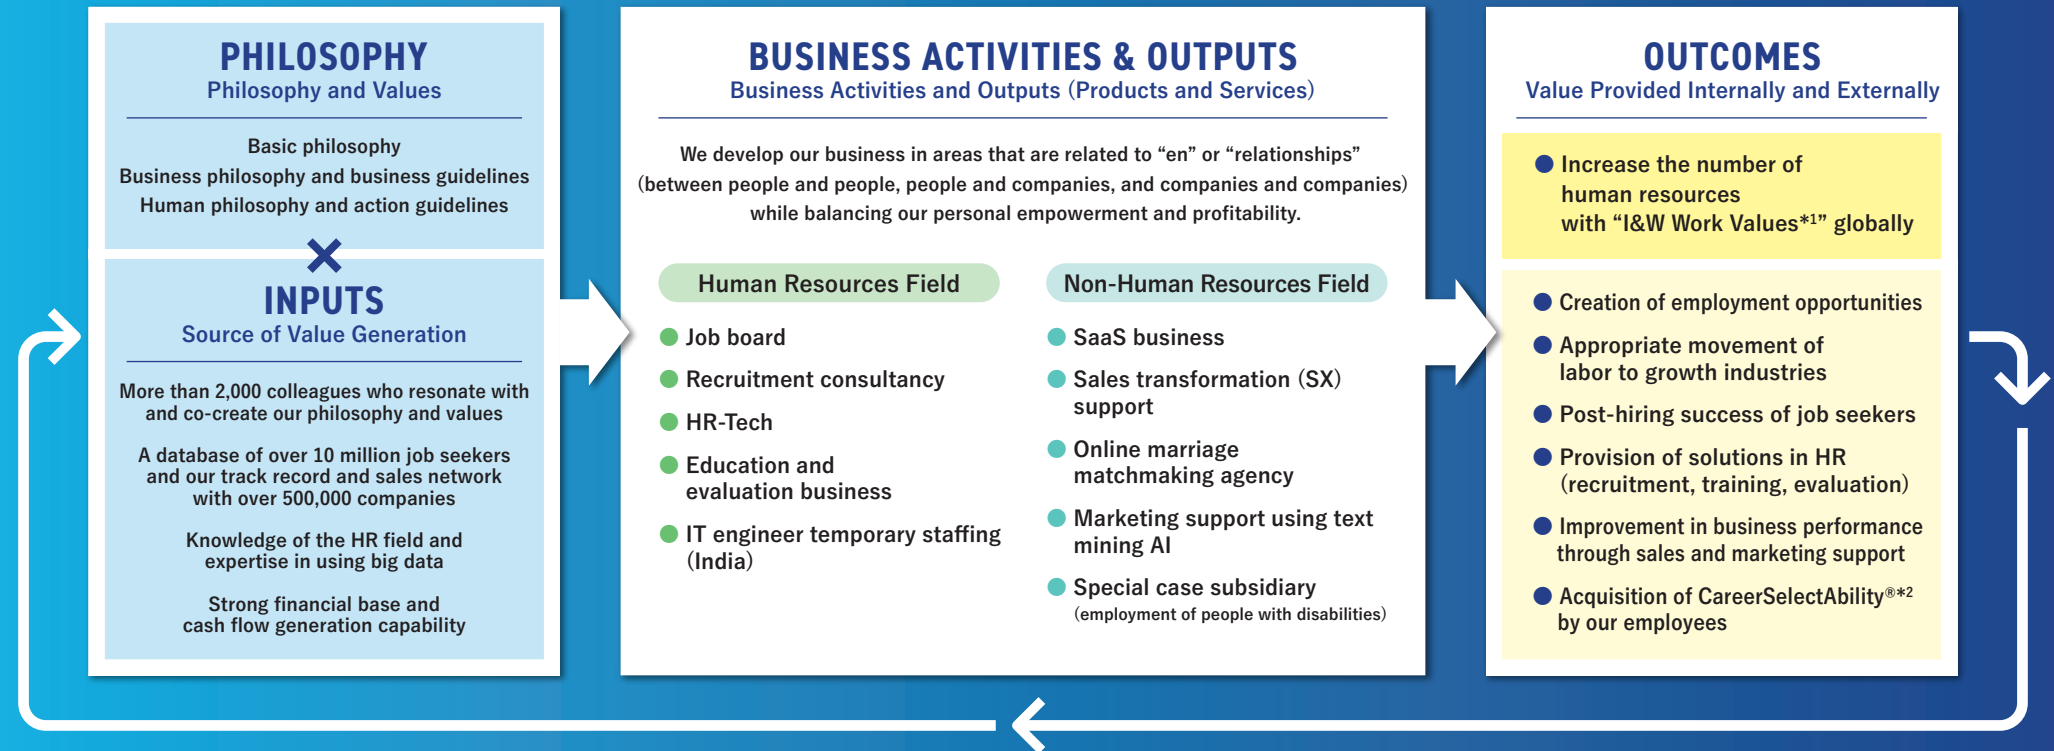 PHILOSOPHY
Philosophy and Values
Basic philosophy
Business philosophy and business guidelines
Human philosophy and action guidelines
×
INPUTS
Source of Value Generation
More than 2,000 colleagues who resonate with
and co-create our philosophy and values
A database of over 10 million job seekers
and our track record and sales network
with over 500,000 companies
Knowledge of the HR field and
expertise in using big data
Strong financial base and
cash flow generation capability
BUSINESS ACTIVITIES & OUTPUTS
Business Activities and Outputs (Products and Services)
We develop our business in areas that are related to “en” or “relationships”
(between people and people, people and companies, and companies and companies)
while balancing our personal empowerment and profitability.
Human Resources Field
● Job board
● Recruitment consultancy
● HR-Tech
● Education and
evaluation business
● IT engineer temporary staffing
(India)
Non-Human Resources Field
● SaaS business
● Sales transformation (SX)
support
● Online marriage
matchmaking agency
● Marketing support using text
mining AI
● Special case subsidiary
(employment of people with disabilities)
OUTCOMES
Value Provided Internally and Externally
● Increase the number of
human resources
with “I&W Work Values*1” globally
● Creation of employment opportunities
● Appropriate movement of
labor to growth industries
● Post-hiring success of job seekers
● Provision of solutions in HR
(recruitment, training, evaluation)
● Improvement in business performance
through sales and marketing support
● Acquisition of CareerSelectAbility®*2
by our employees